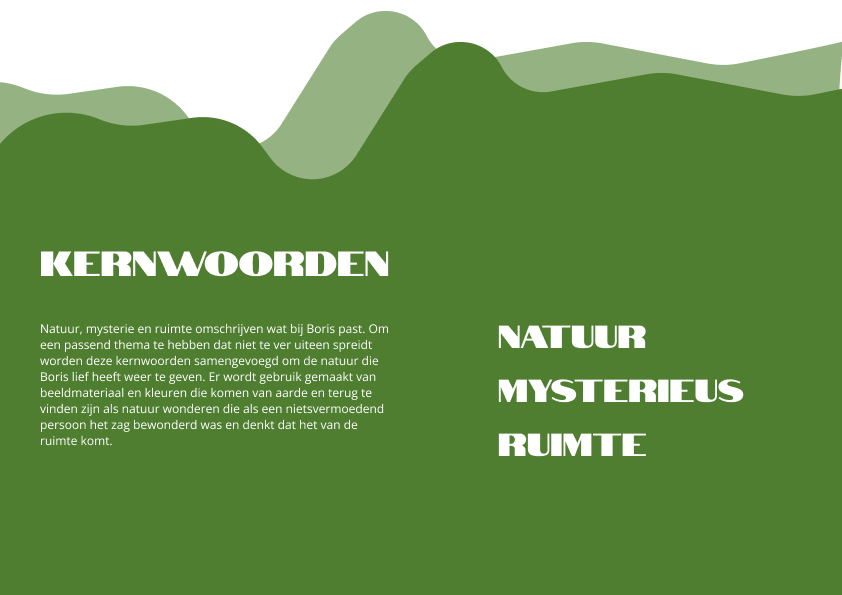 KERNWOORDEN
Natuur, mysterie en ruimte omschrijven wat bij Boris past. Om
een passend thema te hebben dat niet te ver uiteen spreidt
worden deze kernwoorden samengevoegd om de natuur die
Boris lief heeft weer te geven. Er wordt gebruik gemaakt van
beeldmateriaal en kleuren die komen van aarde en terug te
vinden zijn als natuur wonderen die als een nietsvermoedend
persoon het zag bewonderd was en denkt dat het van de
ruimte komt.
NATUUR
MYSTERIEUS
RUIMTE